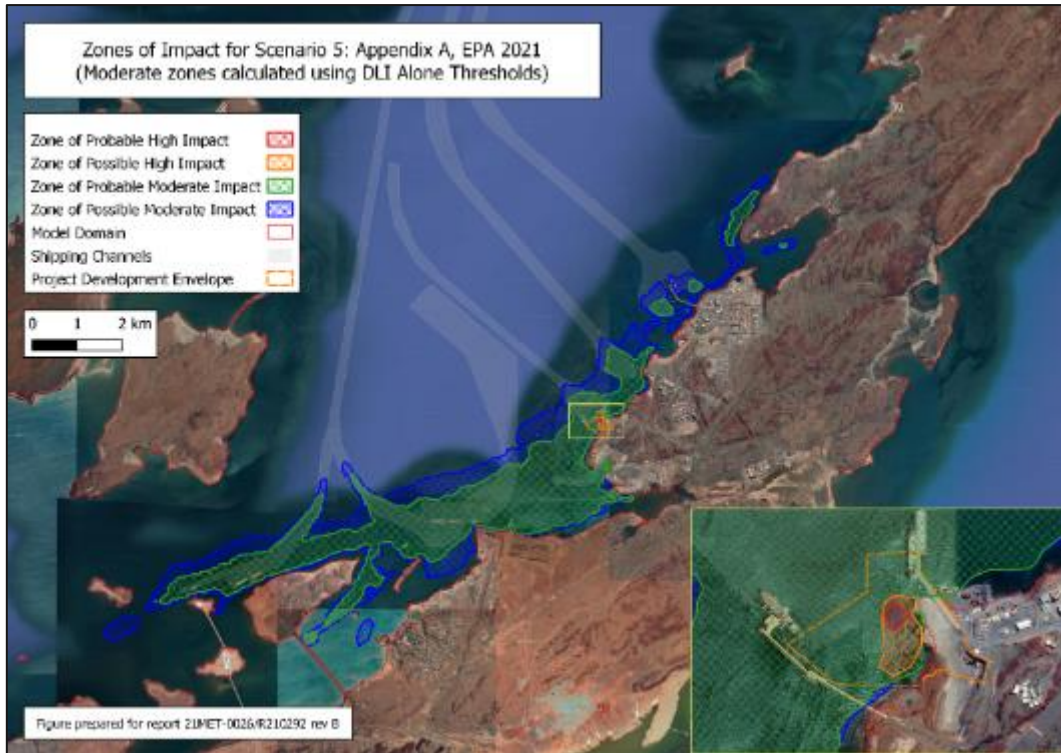 Zones of Impact for Scenario 5: Appendix A, EPA 2021
(Moderate zones calculated using DLI Alone Thresholds)
Zone of Probable High Impact
Zone of Possible High Impact
Zone of Probable Moderate Impact
Zone of Possible Moderate Impact
Model Domain
Shipping Channels
Project Development Envelope
0 1 2 km
Figure prepared for report 21MET-0026/R210292 rev B